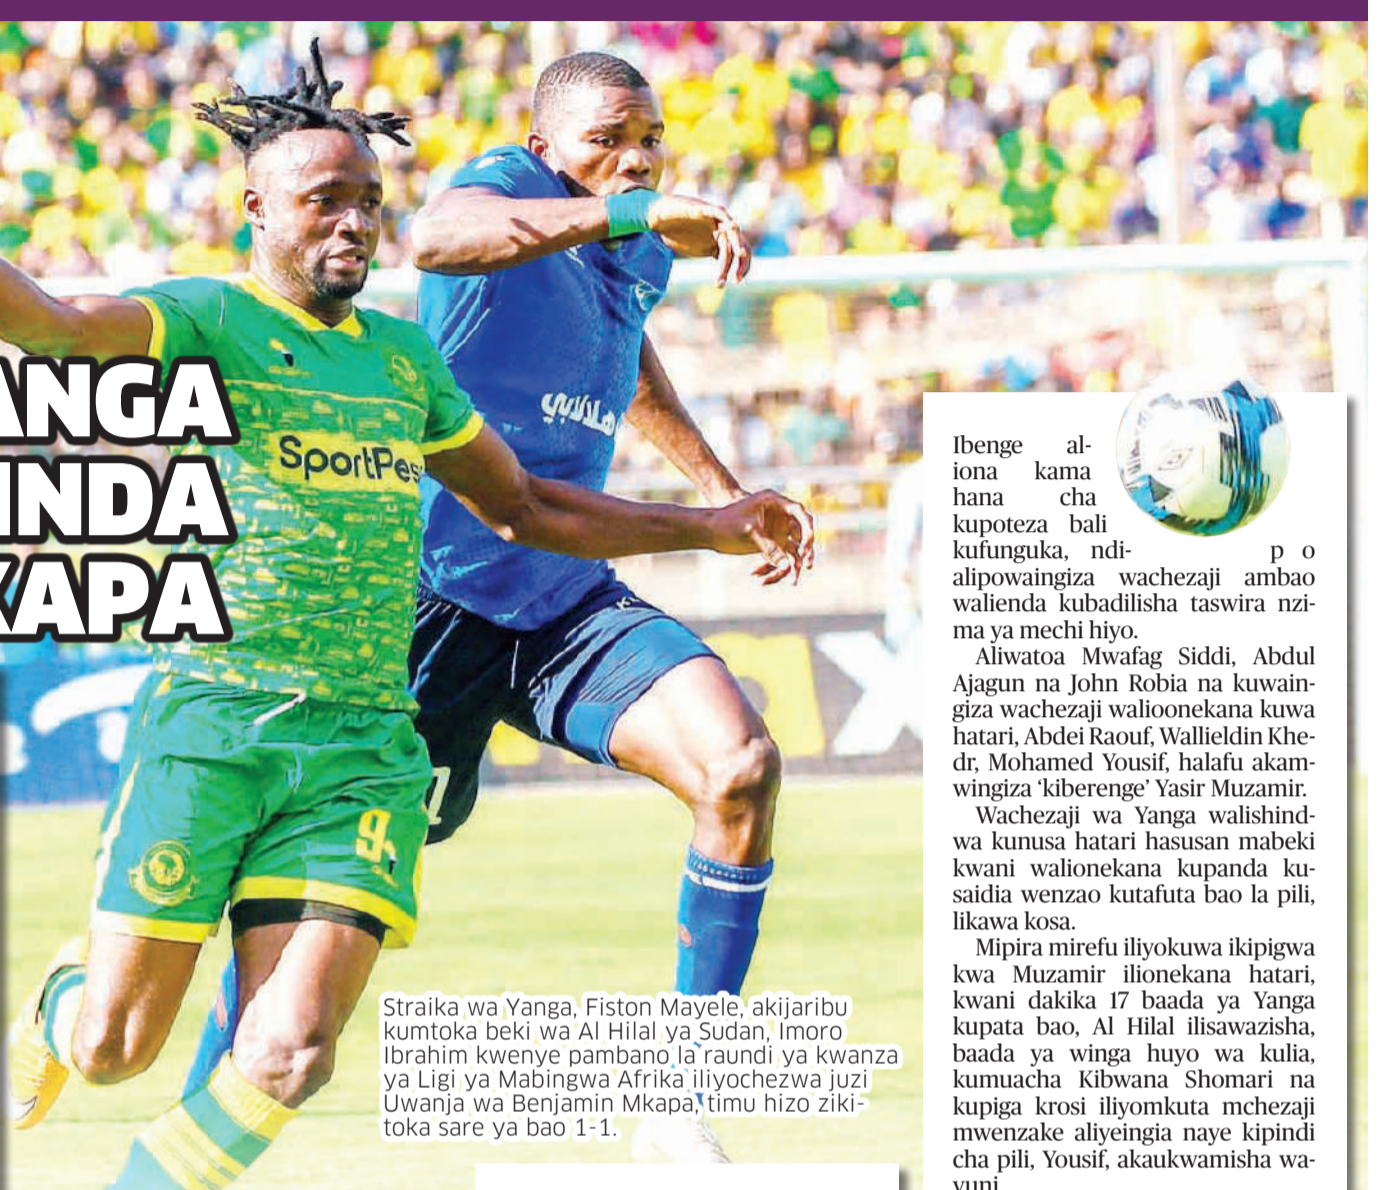 ANGA
INDA
KAPA
SportPes
هلالابي
9
Straika wa Yanga, Fiston Mayele, akijaribu
kumtoka beki wa Al Hilal ya Sudan, Imoro
Ibrahim kwenye pambano la raundi ya kwanza
ya Ligi ya Mabingwa Afrika iliyochezwa juzi
Uwanja wa Benjamin Mkapa, timu hizo ziki-
toka sare ya bao 1-1.
Ibenge al-
iona kama
hana cha
kupoteza bali
kufunguka, ndi- p o
alipowaingiza wachezaji ambao
walienda kubadilisha taswira nzi-
ma ya mechi hiyo.
Aliwatoa Mwafag Siddi, Abdul
Ajagun na John Robia na kuwain-
giza wachezaji walioonekana kuwa
hatari, Abdei Raouf, Wallieldin Khe-
dr, Mohamed Yousif, halafu akam-
wingiza ‘kiberenge’ Yasir Muzamir.
Wachezaji wa Yanga walishind-
wa kunusa hatari hasusan mabeki
kwani walionekana kupanda ku-
saidia wenzao kutafuta bao la pili,
likawa kosa.
Mipira mirefu iliyokuwa ikipigwa
kwa Muzamir ilionekana hatari,
kwani dakika 17 baada ya Yanga
kupata bao, Al Hilal ilisawazisha,
baada ya winga huyo wa kulia,
kumuacha Kibwana Shomari na
kupiga krosi iliyomkuta mchezaji
mwenzake aliyeingia naye kipindi
cha pili, Yousif, akaukwamisha wa-
vuni.